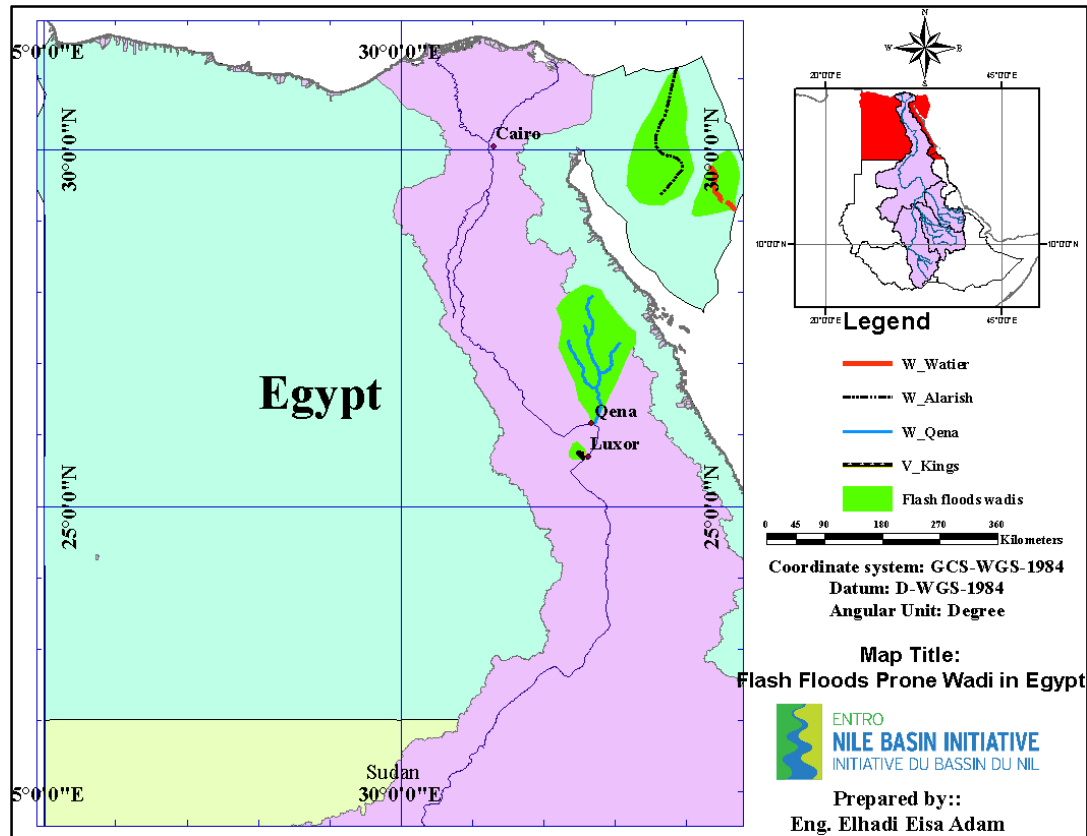 5°0'0"E
30°0'0"E
30°0'0"N
30°0'0"N
Cairo
Egypt
Qena
Luxor
25°0'0"N
25°0'0"N
Sudan
5°0'0"E
30°0'0"E
N
W
E
S
20°0'0"E
45°0'0"E
10°0'0"N
10°0'0"N
20°0'0"E
45°0'0"E
Legend
W_Watier
W_Alarish
W_Qena
V_Kings
Flash floods wadis
0 45 90 180 270 360
Kilometers
Coordinate system: GCS-WGS-1984
Datum: D-WGS-1984
Angular Unit: Degree
Map Title:
Flash Floods Prone Wadi in Egypt
ENTRO
NILE BASIN INITIATIVE
INITIATIVE DU BASSIN DU NIL
Prepared by::
Eng. Elhadi Eisa Adam